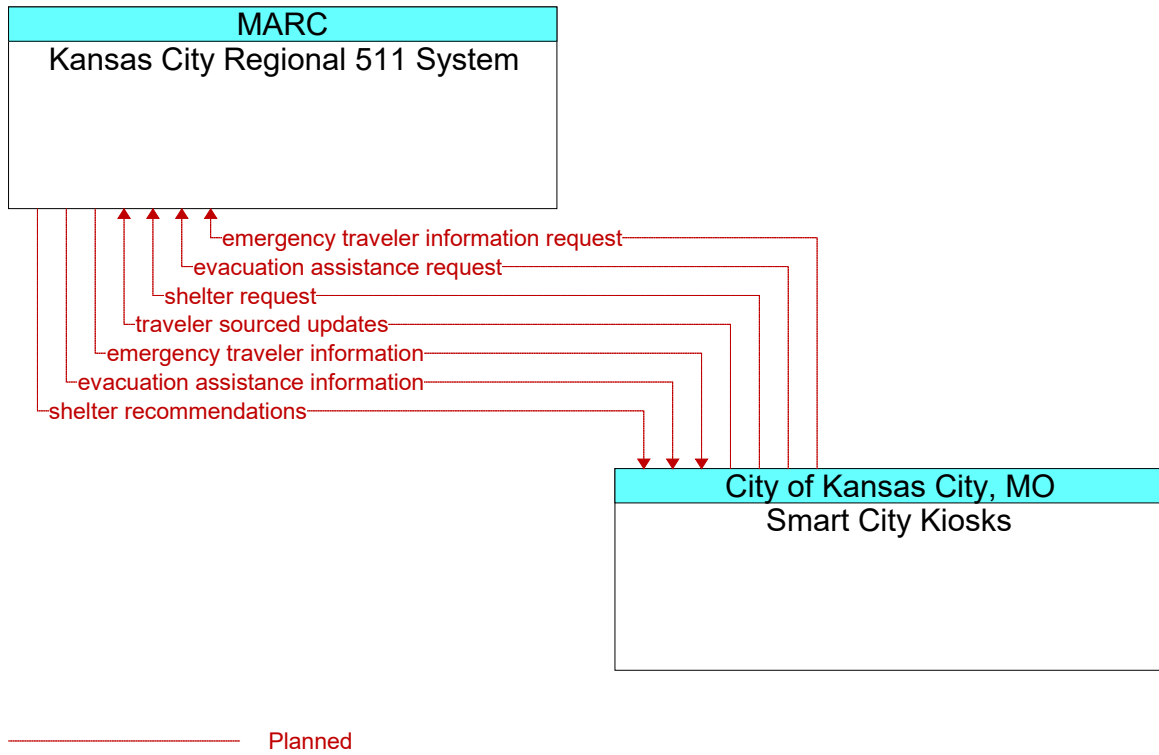 MARC
Kansas City Regional 511 System
emergency traveler information request
evacuation assistance request
shelter request
traveler sourced updates
emergency traveler information
evacuation assistance information
shelter recommendations
City of Kansas City, MO
Smart City Kiosks
Planned